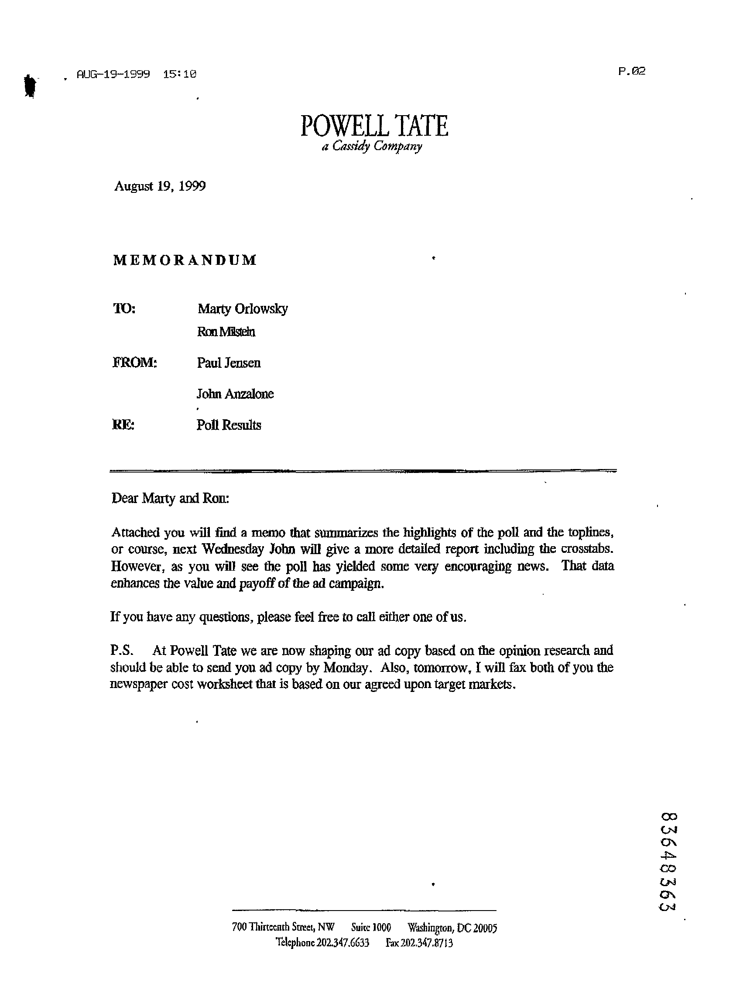 AUG-19-1999 15:10 P.02
POWELL TATE
a Cassidy Company
August 19, 1999
MEMORANDUM
TO: Marty Orlowsky
Ron Milstein
FROM: Paul Jensen
John Anzalone
RE: Poll Results
Dear Marty and Ron:
Attached you will find a memo that summarizes the highlights of the poll and the toplines,
or course, next Wednesday John will give a more detailed report including the crosstabs.
However, as you will see the poll has yielded some very encouraging news. That data
enhances the value and payoff of the ad campaign.
If you have any questions, please feel free to call either one of us.
P.S. At Powell Tate we are now shaping our ad copy based on the opinion research and
should be able to send you ad copy by Monday. Also, tomorrow, I will fax both of you the
newspaper cost worksheet that is based on our agreed upon target markets.
83648363
700 Thirteenth Street, NW Suite 1000 Washington, DC 20005
Telephone 202.347.6633 Fax 202.347.8713